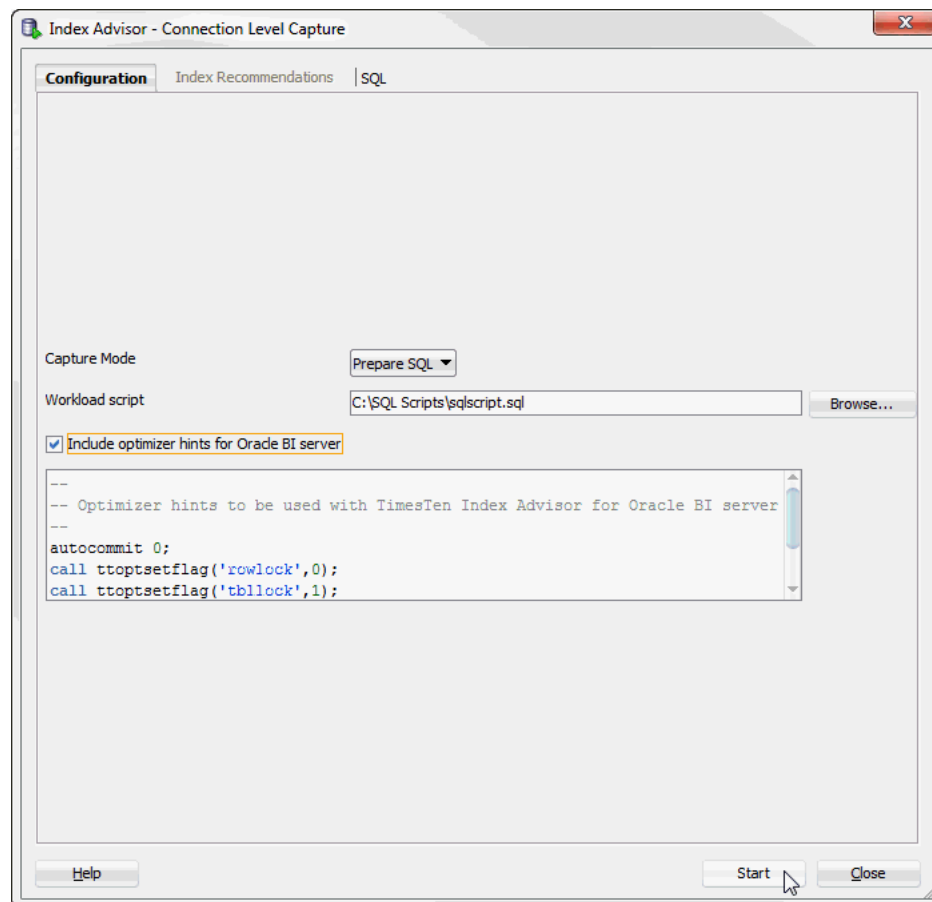 Index Advisor - Connection Level Capture
Configuration Index Recommendations SQL
Capture Mode Prepare SQL
Workload script C:\SQL Scripts\sqlscript.sql Browse...
Include optimizer hints for Oracle BI server
--
-- Optimizer hints to be used with TimesTen Index Advisor for Oracle BI server
--
autocommit 0;
call ttoptsetflag('rowlock',0);
call ttoptsetflag('tbllock',1);
Help Start Close